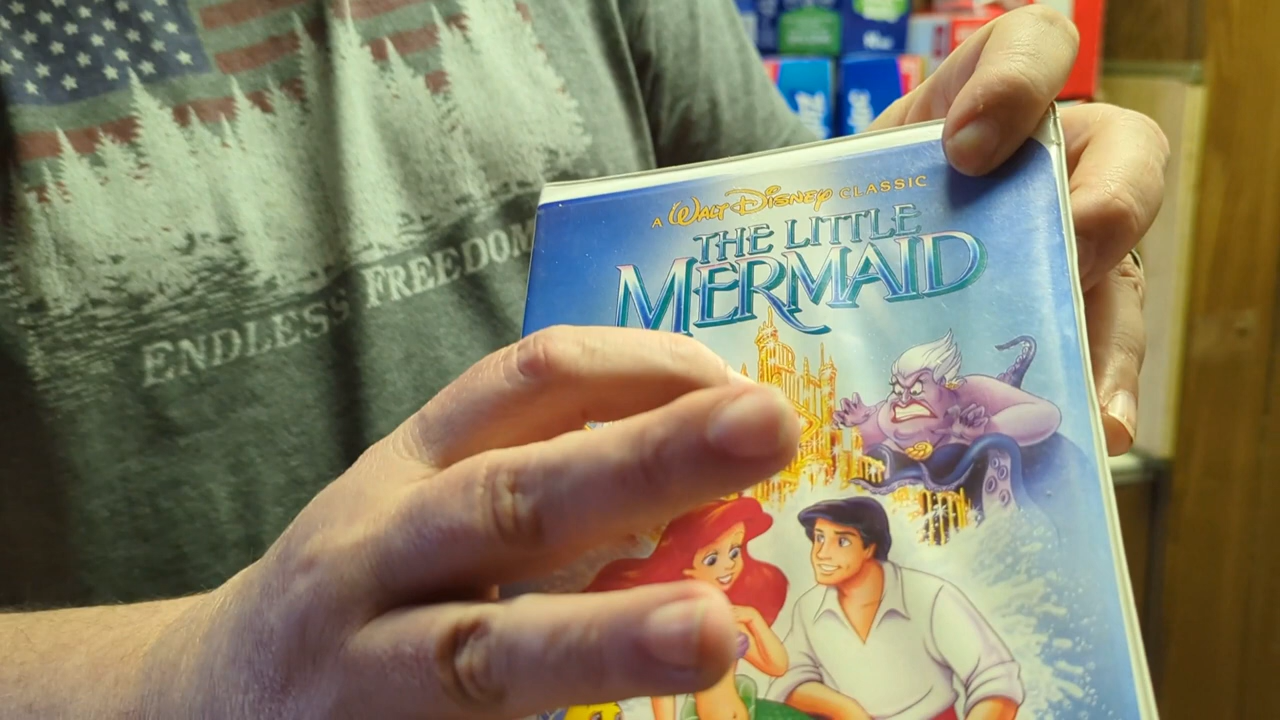 ENDLESS FREEDOM
A WALT DISNEY CLASSIC
THE LITTLE
MERMAID